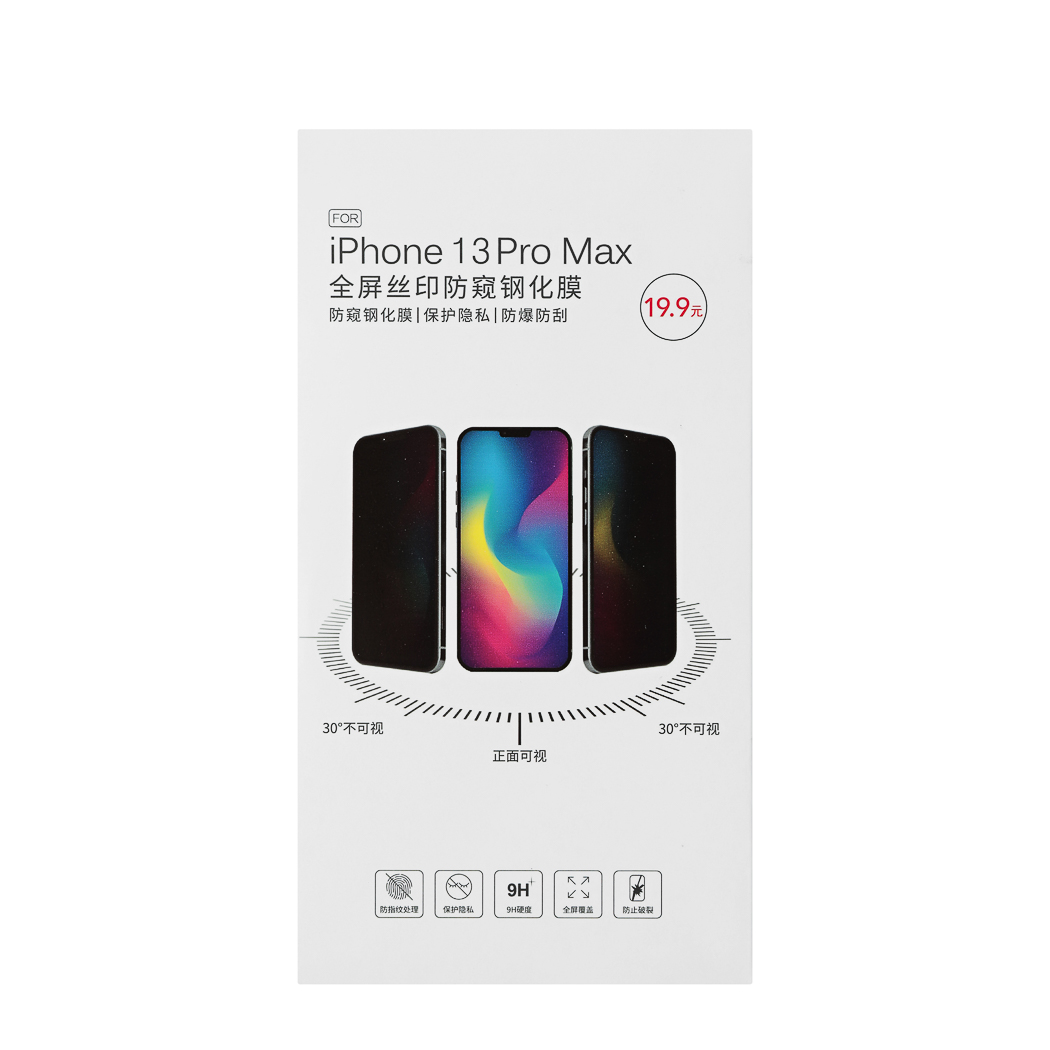 FOR
iPhone 13 Pro Max
全屏丝印防窥钢化膜
防窥钢化膜|保护隐私|防爆防刮
19.9元
30°不可视
30°不可视
正面可视
9H+
防指纹处理
保护隐私
9H硬度
全屏覆盖
防止破裂